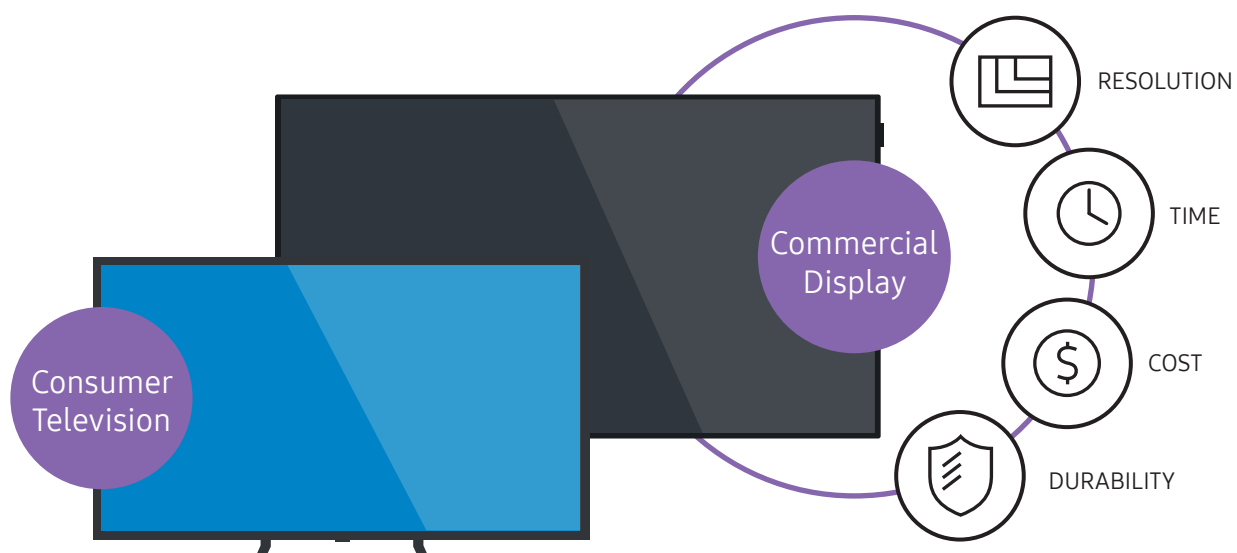 RESOLUTION
TIME
Commercial
Display
COST
Consumer
Television
DURABILITY